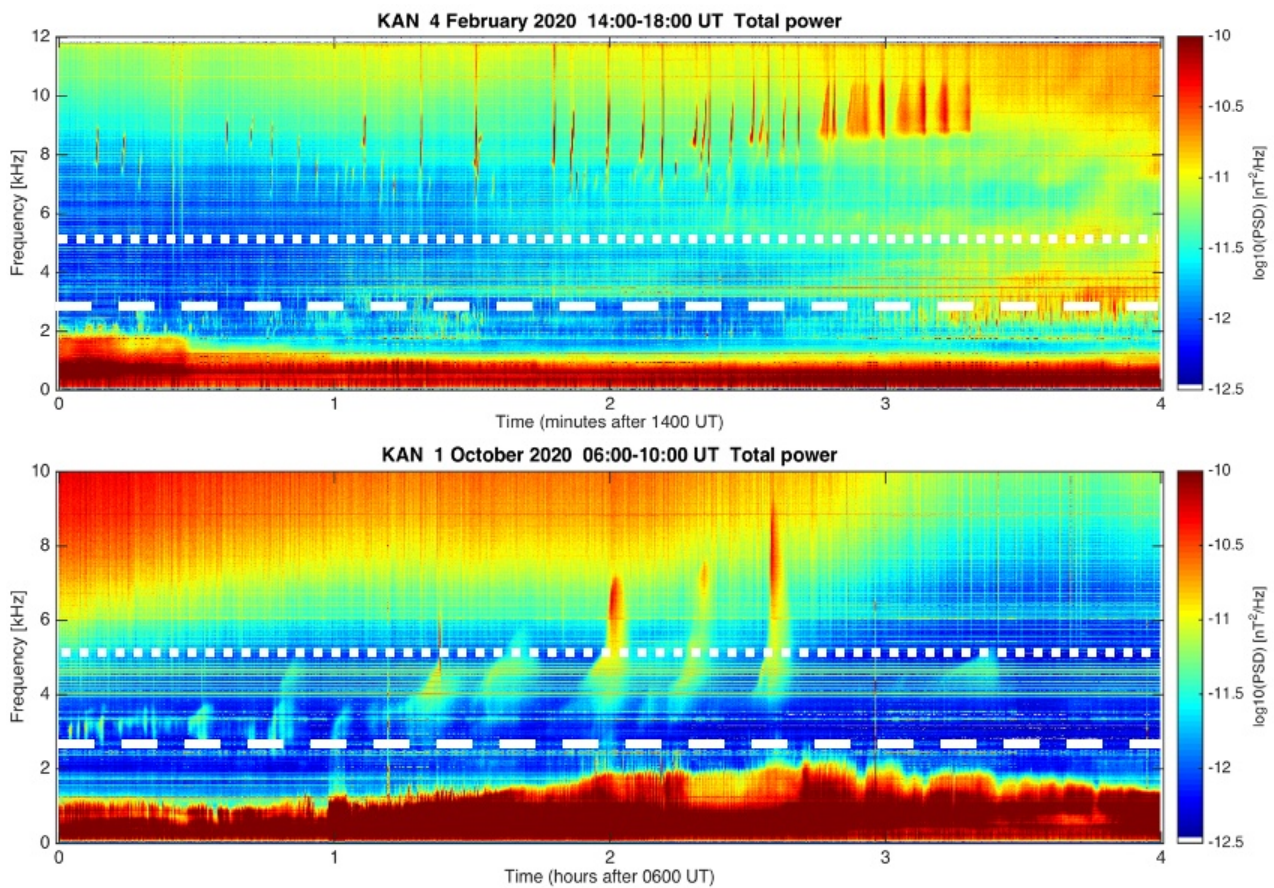 KAN 4 February 2020 14:00-18:00 UT Total power
12
10
8
6
4
2
0
Frequency [kHz]
0 1 2 3 4
Time (minutes after 1400 UT)
-10
-10.5
-11
-11.5
-12
-12.5
log10(PSD) [nT²/Hz]
KAN 1 October 2020 06:00-10:00 UT Total power
10
8
6
4
2
0
Frequency [kHz]
0 1 2 3 4
Time (hours after 0600 UT)
-10
-10.5
-11
-11.5
-12
-12.5
log10(PSD) [nT²/Hz]